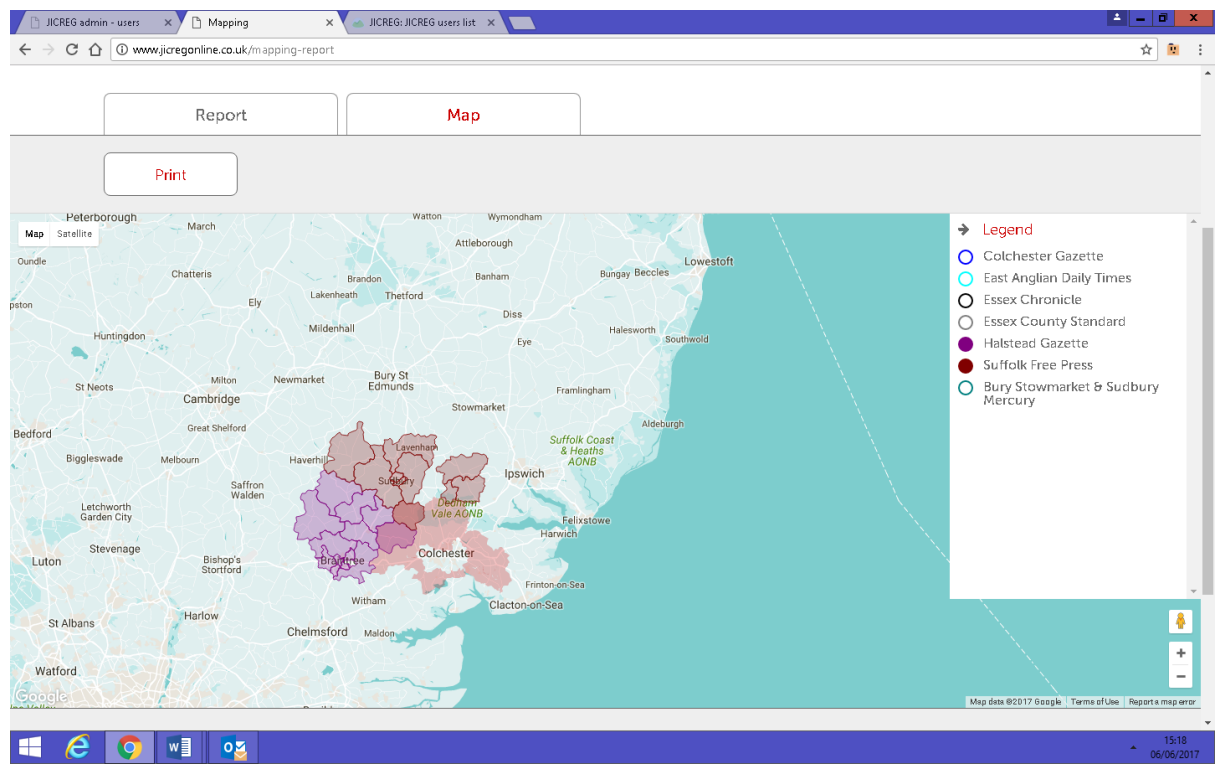 JICREG admin - users
Mapping
JICREG: JICREG users list
www.jicregonline.co.uk/mapping-report
Report
Map
Print
Map
Satellite
Peterborough
March
Watton
Wymondham
Attleborough
Oundle
Lowestoft
Chatteris
Brandon
Banham
Bungay
Beccles
Ely
Lakenheath
Thetford
Diss
Huntingdon
Mildenhall
Eye
Halesworth
Southwold
St Neots
Milton
Newmarket
Bury St
Edmunds
Cambridge
Framlingham
Stowmarket
Great Shelford
Aldeburgh
Bedford
Lavenham
Suffolk Coast
& Heaths
AONB
Biggleswade
Melbourn
Haverhill
Sudbury
Ipswich
Saffron
Walden
Letchworth
Garden City
Dedham
Vale AONB
Felixstowe
Harwich
Stevenage
Luton
Bishop's
Stortford
Braintree
Colchester
Frinton-on-Sea
Witham
Clacton-on-Sea
St Albans
Harlow
Chelmsford
Maldon
Watford
Google
Legend
Colchester Gazette
East Anglian Daily Times
Essex Chronicle
Essex County Standard
Halstead Gazette
Suffolk Free Press
Bury Stowmarket & Sudbury
Mercury
Map data ©2017 Google
Terms of Use
Report a map error
15:18
06/06/2017